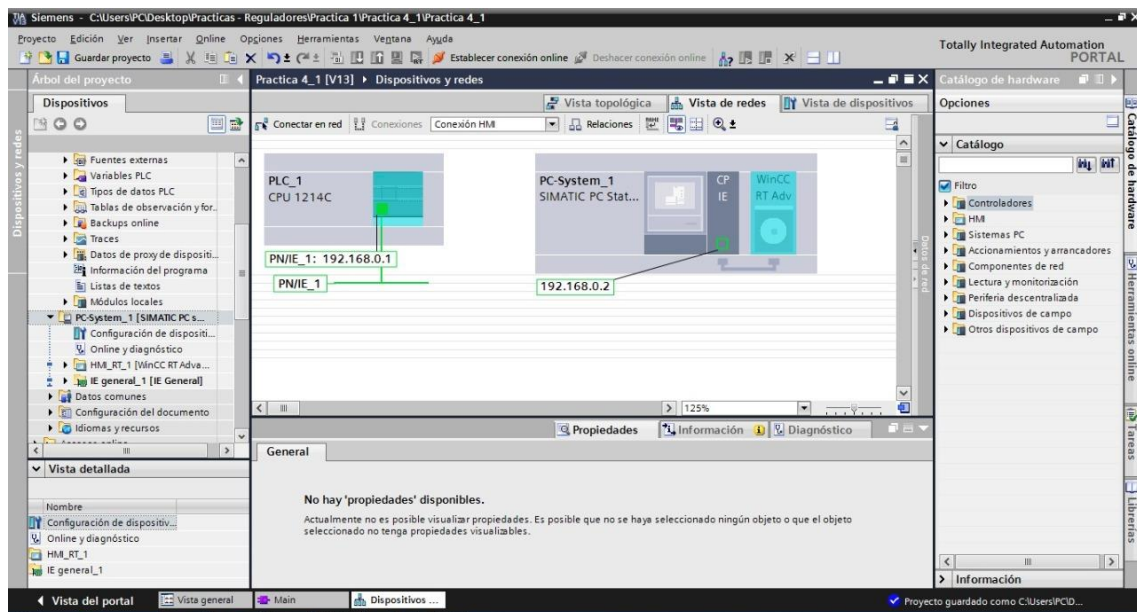 Siemens - C:\Users\PC\Desktop\Practicas - Reguladores\Practica 1\Practica 4_1\Practica 4_1
Proyecto Edición Ver Insertar Online Opciones Herramientas Ventana Ayuda
Totally Integrated Automation
PORTAL
Guardar proyecto
Establecer conexión online
Deshacer conexión online
Árbol del proyecto
Practica 4_1 [V13] Dispositivos y redes
Catálogo de hardware
Dispositivos
Vista topológica
Vista de redes
Vista de dispositivos
Opciones
Conectar en red
Conexiones
Conexión HMI
Relaciones
Catálogo
Filtro
Controladores
HMI
Sistemas PC
Accionamientos y arrancadores
Componentes de red
Lectura y monitorización
Periferia descentralizada
Dispositivos de campo
Otros dispositivos de campo
Fuentes externas
Variables PLC
Tipos de datos PLC
Tablas de observación y for...
Backups online
Traces
Datos de proxy de dispositi...
Información del programa
Listas de textos
Módulos locales
PC-System_1 [SIMATIC PC s...
Configuración de dispositi...
Online y diagnóstico
HMI_RT_1 [WinCC RT Adva...
IE general_1 [IE General]
Datos comunes
Configuración del documento
Idiomas y recursos
PLC_1
CPU 1214C
PN/IE_1: 192.168.0.1
PN/IE_1
PC-System_1
SIMATIC PC Stat...
CP
IE
WinCC
RT Adv
192.168.0.2
125%
Propiedades
Información
Diagnóstico
General
No hay 'propiedades' disponibles.
Actualmente no es posible visualizar propiedades. Es posible que no se haya seleccionado ningún objeto o que el objeto
seleccionado no tenga propiedades visualizables.
Vista detallada
Nombre
Configuración de dispositiv...
Online y diagnóstico
HMI_RT_1
IE general_1
Información
Dispositivos y redes
Datos de red
Catálogo de hardware
Herramientas online
Tareas
Librerías
Vista del portal
Vista general
Main
Dispositivos ...
Proyecto guardado como C:\Users\PC\D...